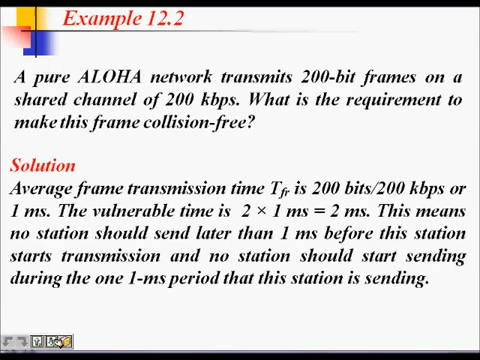 Example 12.2
A pure ALOHA network transmits 200-bit frames on a
shared channel of 200 kbps. What is the requirement to
make this frame collision-free?
Solution
Average frame transmission time Tfr is 200 bits/200 kbps or
1 ms. The vulnerable time is 2 × 1 ms = 2 ms. This means
no station should send later than 1 ms before this station
starts transmission and no station should start sending
during the one 1-ms period that this station is sending.